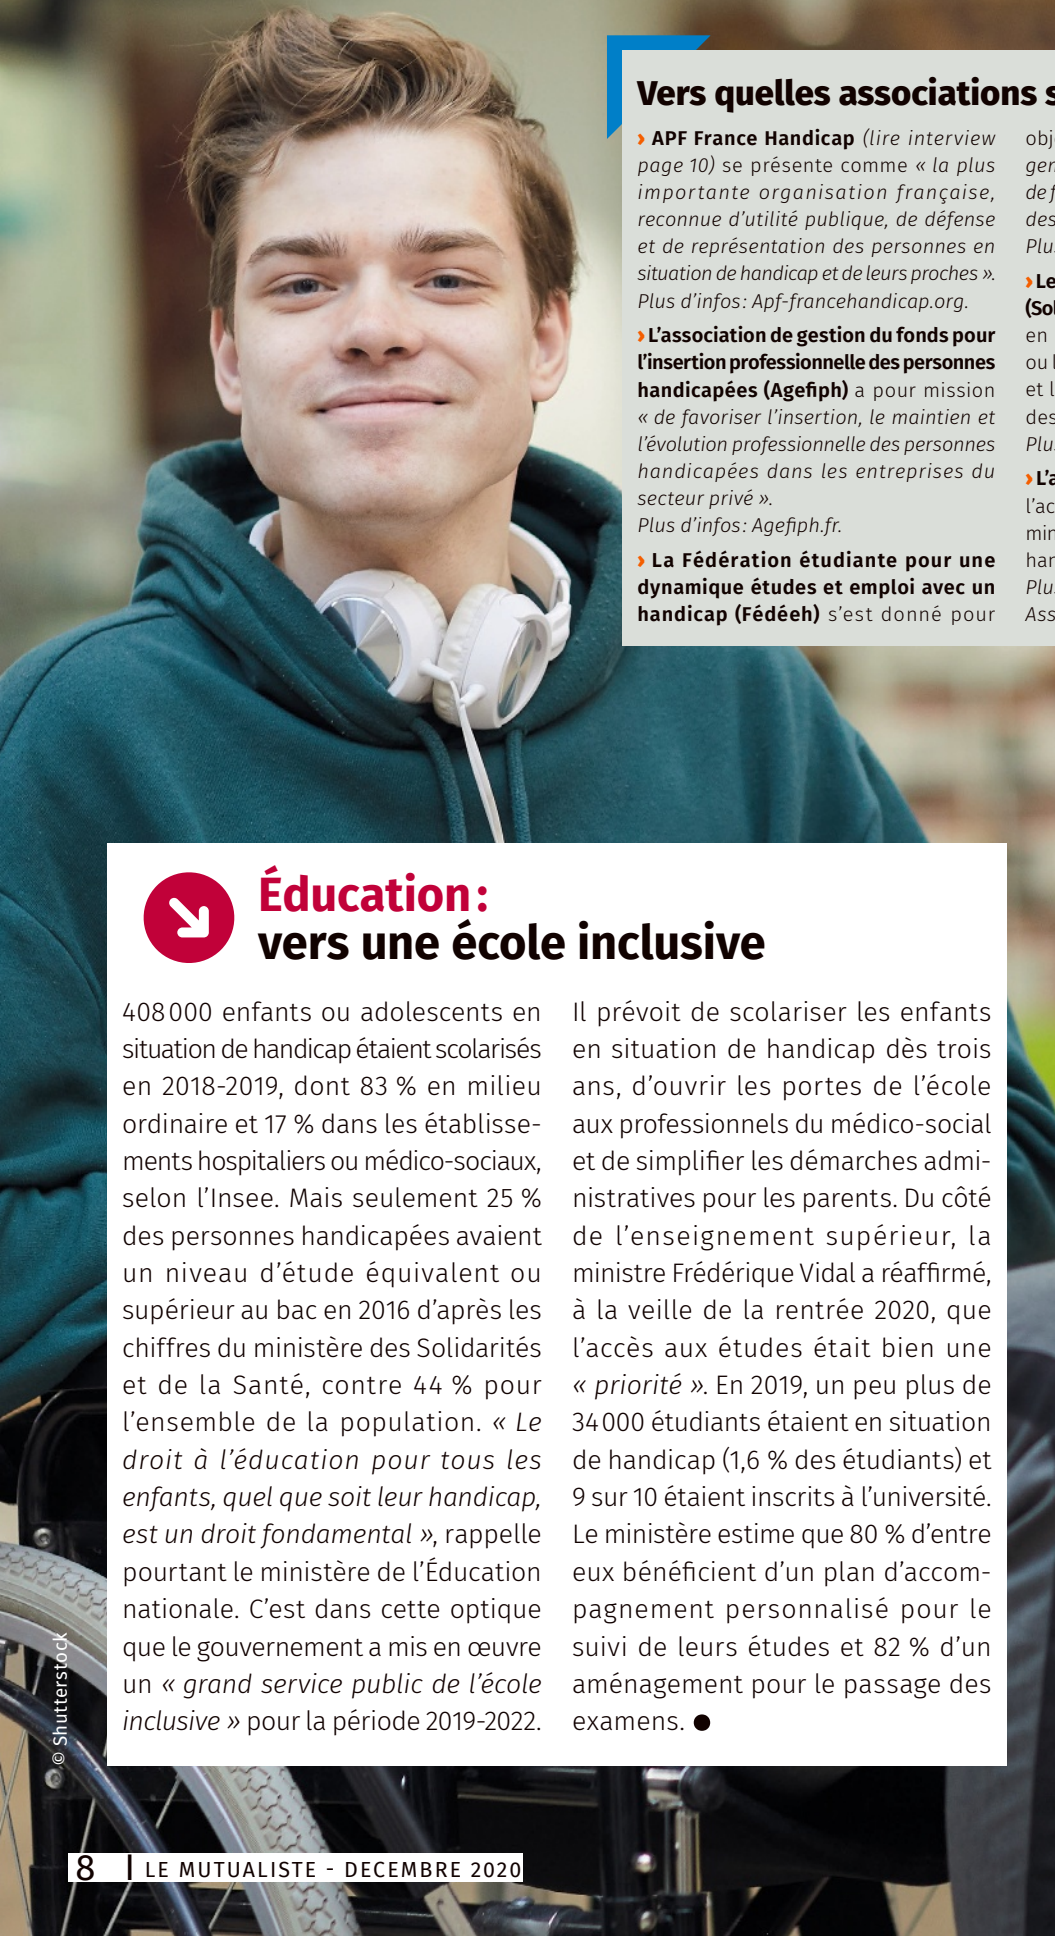 Vers quelles associations
› APF France Handicap (lire interview
page 10) se présente comme « la plus
importante organisation française,
reconnue d’utilité publique, de défense
et de représentation des personnes en
situation de handicap et de leurs proches ».
Plus d’infos : Apf-francehandicap.org.
› L’association de gestion du fonds pour
l’insertion professionnelle des personnes
handicapées (Agefiph) a pour mission
« de favoriser l’insertion, le maintien et
l’évolution professionnelle des personnes
handicapées dans les entreprises du
secteur privé ».
Plus d’infos : Agefiph.fr.
› La Fédération étudiante pour une
dynamique études et emploi avec un
handicap (Fédéeh) s’est donné pour
des
› Le
en
ou
et
des
Éducation :
vers une école inclusive
408 000 enfants ou adolescents en
situation de handicap étaient scolarisés
en 2018-2019, dont 83 % en milieu
ordinaire et 17 % dans les établisse-
ments hospitaliers ou médico-sociaux,
selon l’Insee. Mais seulement 25 %
des personnes handicapées avaient
un niveau d’étude équivalent ou
supérieur au bac en 2016 d’après les
chiffres du ministère des Solidarités
et de la Santé, contre 44 % pour
l’ensemble de la population. « Le
droit à l’éducation pour tous les
enfants, quel que soit leur handicap,
est un droit fondamental », rappelle
pourtant le ministère de l’Éducation
nationale. C’est dans cette optique
que le gouvernement a mis en œuvre
un « grand service public de l’école
inclusive » pour la période 2019-2022.
Il prévoit de scolariser les enfants
en situation de handicap dès trois
ans, d’ouvrir les portes de l’école
aux professionnels du médico-social
et de simplifier les démarches admi-
nistratives pour les parents. Du côté
de l’enseignement supérieur, la
ministre Frédérique Vidal a réaffirmé,
à la veille de la rentrée 2020, que
l’accès aux études était bien une
« priorité ». En 2019, un peu plus de
34 000 étudiants étaient en situation
de handicap (1,6 % des étudiants) et
9 sur 10 étaient inscrits à l’université.
Le ministère estime que 80 % d’entre
eux bénéficient d’un plan d’accom-
pagnement personnalisé pour le
suivi de leurs études et 82 % d’un
aménagement pour le passage des
examens. ●
© Shutterstock
8 | LE MUTUALISTE - DECEMBRE 2020